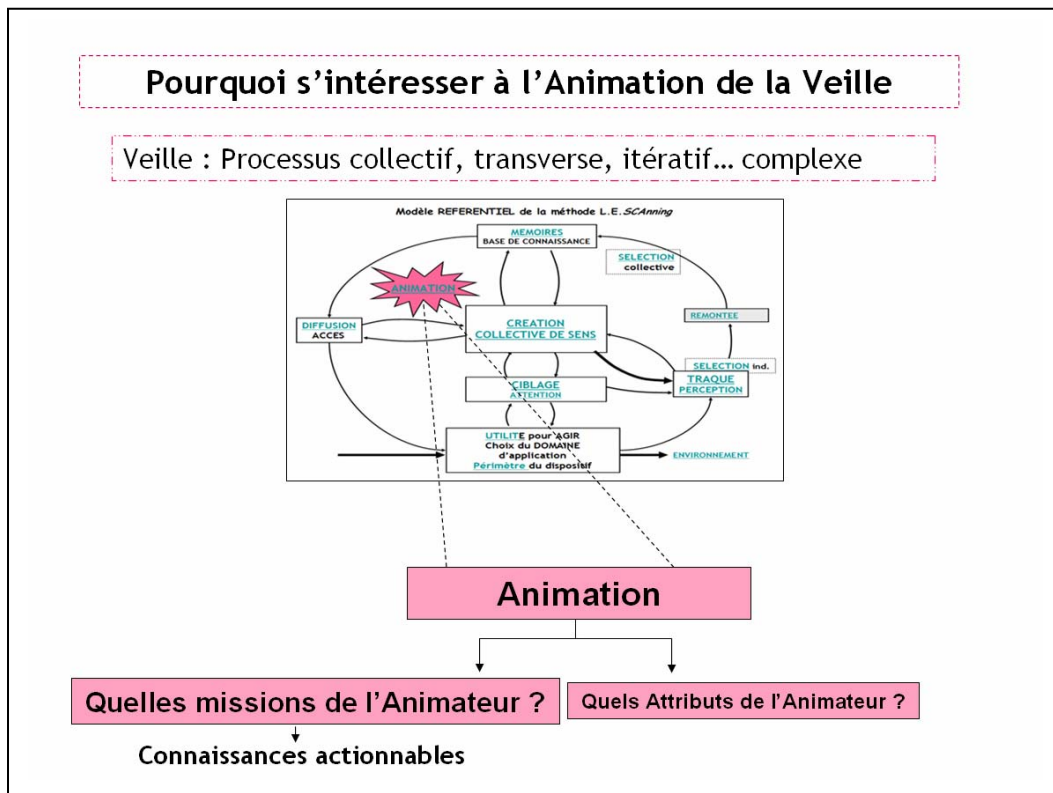 Pourquoi s'intéresser à l'Animation de la Veille
Veille : Processus collectif, transverse, itératif... complexe
Modèle REFERENTIEL de la méthode L.E.SCAnning
MEMOIRES
BASE DE CONNAISSANCE
SELECTION
collective
ANIMATION
DIFFUSION
ACCES
CREATION
COLLECTIVE DE SENS
REMONTEE
SELECTION ind.
TRAQUE
PERCEPTION
CIBLAGE
ATTENTION
UTILITE pour AGIR
Choix du DOMAINE
d'application
Périmètre du dispositif
ENVIRONNEMENT
Animation
Quelles missions de l'Animateur ?
Quels Attributs de l'Animateur ?
Connaissances actionnables